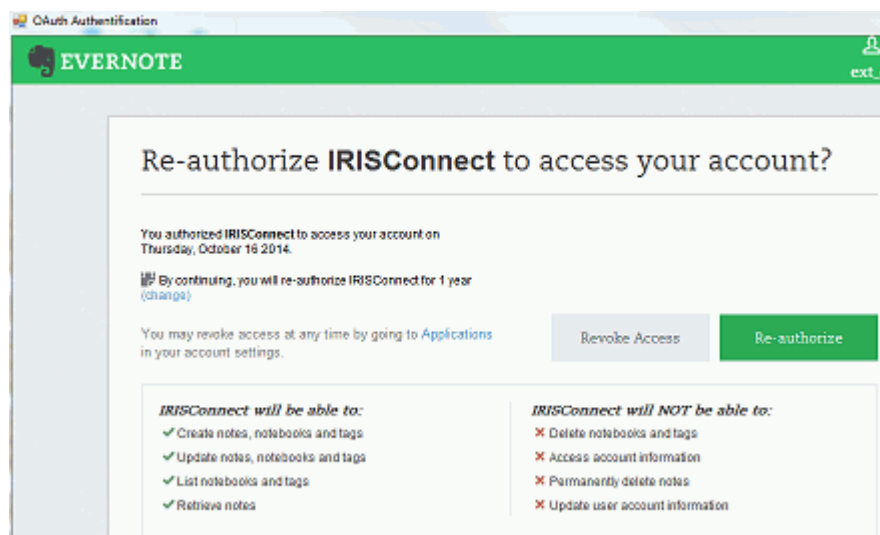 OAuth Authentification
EVERNOTE
ext_
Re-authorize IRISConnect to access your account?
You authorized IRISConnect to access your account on
Thursday, October 16 2014.
By continuing, you will re-authorize IRISConnect for 1 year
(change)
You may revoke access at any time by going to Applications
in your account settings.
Revoke Access
Re-authorize
IRISConnect will be able to:
Create notes, notebooks and tags
Update notes, notebooks and tags
List notebooks and tags
Retrieve notes
IRISConnect will NOT be able to:
Delete notebooks and tags
Access account information
Permanently delete notes
Update user account information